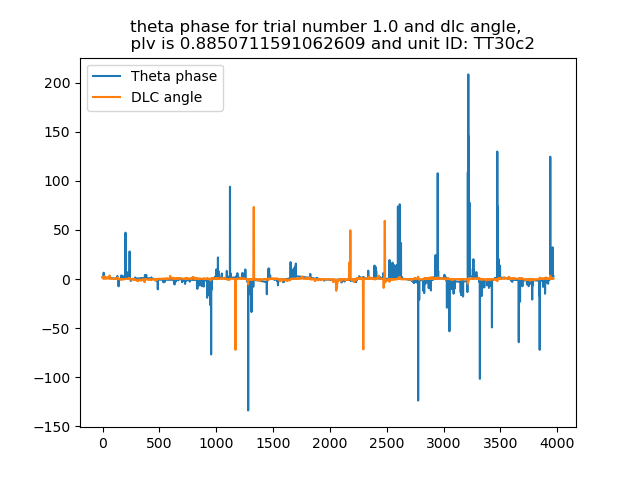 theta phase for trial number 1.0 and dlc angle,
plv is 0.8850711591062609 and unit ID: TT30c2
Theta phase
DLC angle
200
150
100
50
0
−50
−100
−150
0 500 1000 1500 2000 2500 3000 3500 4000